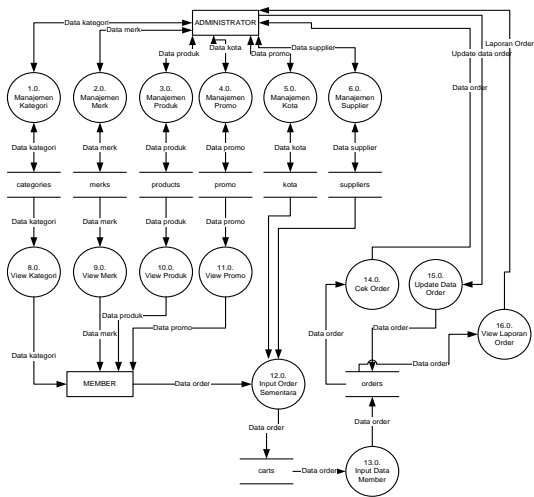 Data kategori
ADMINISTRATOR
Data merk
Data produk
Data kota
Data promo
Data supplier
Laporan Order
Update data order
Data order
1.0.
Manajemen
Kategori
2.0.
Manajemen
Merk
3.0.
Manajemen
Produk
4.0.
Manajemen
Promo
5.0.
Manajemen
Kota
6.0.
Manajemen
Supplier
Data kategori
Data merk
Data produk
Data promo
Data kota
Data supplier
categories
merks
products
promo
kota
suppliers
Data kategori
Data merk
Data produk
Data promo
8.0.
View Kategori
9.0.
View Merk
10.0.
View Produk
11.0.
View Promo
14.0.
Cek Order
15.0.
Update Data
Order
16.0.
View Laporan
Order
Data produk
Data merk
Data promo
Data kategori
Data order
Data order
Data order
MEMBER
Data order
12.0.
Input Order
Sementara
orders
Data order
Data order
carts
Data order
13.0.
Input Data
Member